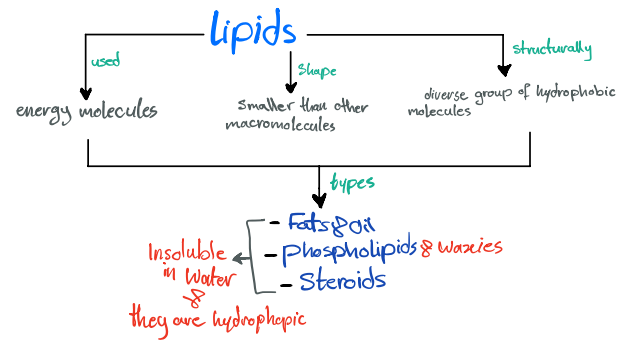 Lipids
used
shape
structurally
energy molecules
smaller than other
macromolecules
diverse group of hydrophobic
molecules
types
- Fats & oil
- Phospholipids & waxies
- Steroids
Insoluble
in water
&
they are hydrophopic